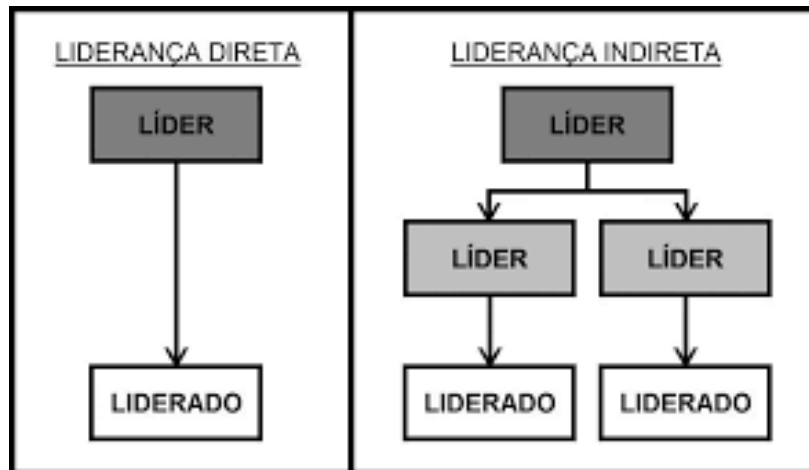 LIDERANÇA DIRETA
LÍDER
LIDERADO
LIDERANÇA INDIRETA
LÍDER
LÍDER
LÍDER
LIDERADO
LIDERADO